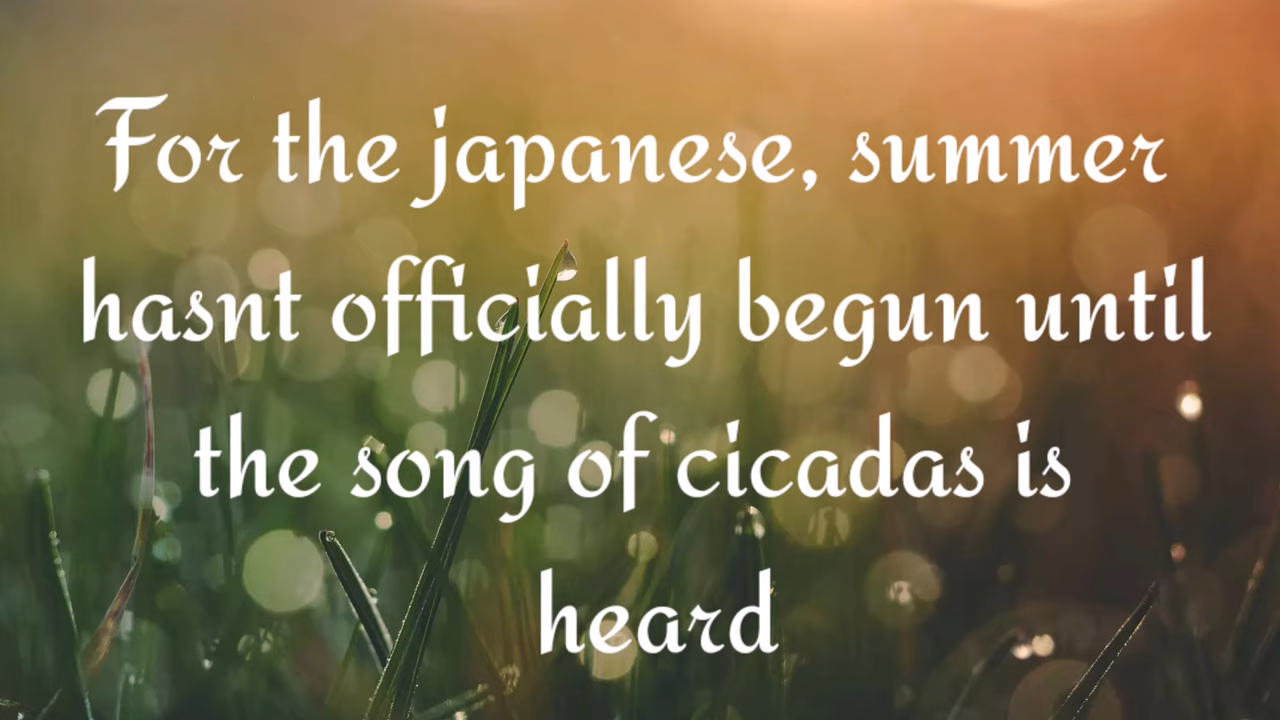 For the japanese, summer
hasnt officially begun until
the song of cicadas is
heard